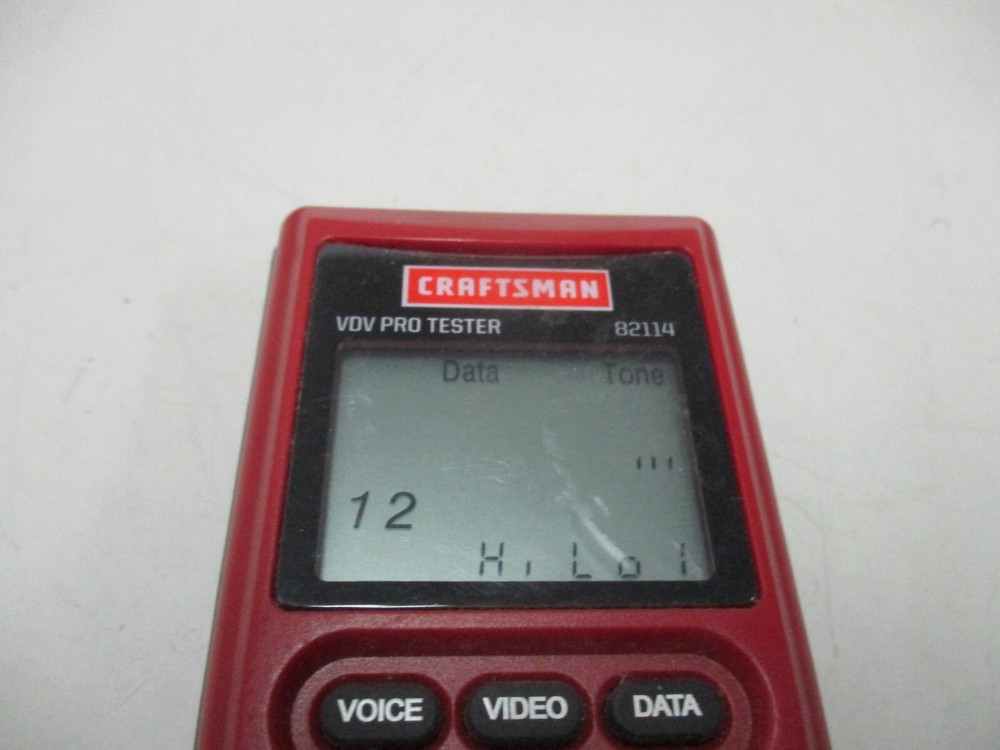 CRAFTSMAN
VDV PRO TESTER 82114
Data Tone
12
Hi Lo 1
VOICE VIDEO DATA